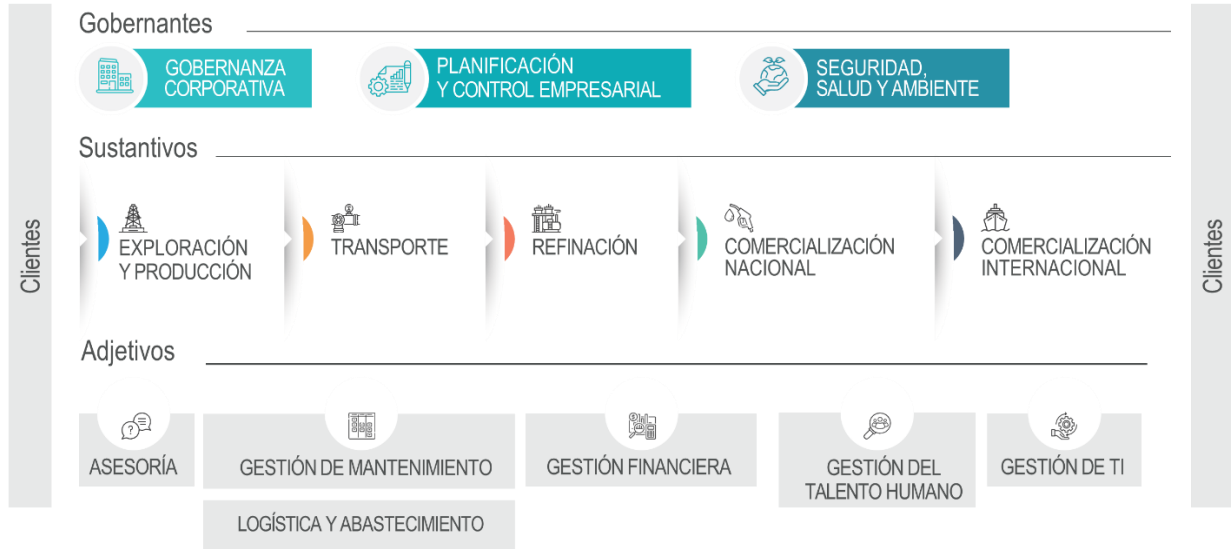 Gobernantes
GOBERNANZA
CORPORATIVA
PLANIFICACIÓN
Y CONTROL EMPRESARIAL
SEGURIDAD,
SALUD Y AMBIENTE
Sustantivos
Clientes
EXPLORACIÓN
Y PRODUCCIÓN
TRANSPORTE
REFINACIÓN
COMERCIALIZACIÓN
NACIONAL
COMERCIALIZACIÓN
INTERNACIONAL
Clientes
Adjetivos
ASESORÍA
GESTIÓN DE MANTENIMIENTO
GESTIÓN FINANCIERA
GESTIÓN DEL
TALENTO HUMANO
GESTIÓN DE TI
LOGÍSTICA Y ABASTECIMIENTO